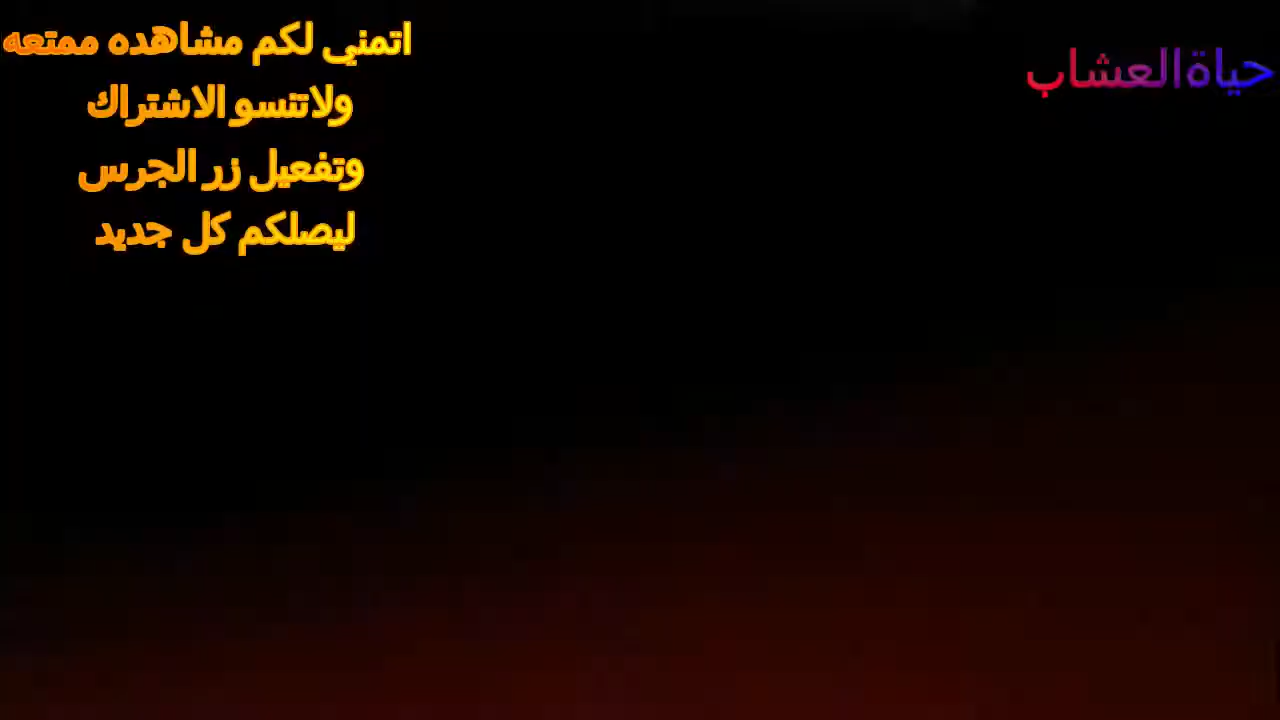 حياة العشاب
اتمني لكم مشاهده ممتعه
ولاتنسو الاشتراك
وتفعيل زر الجرس
ليصلكم كل جديد